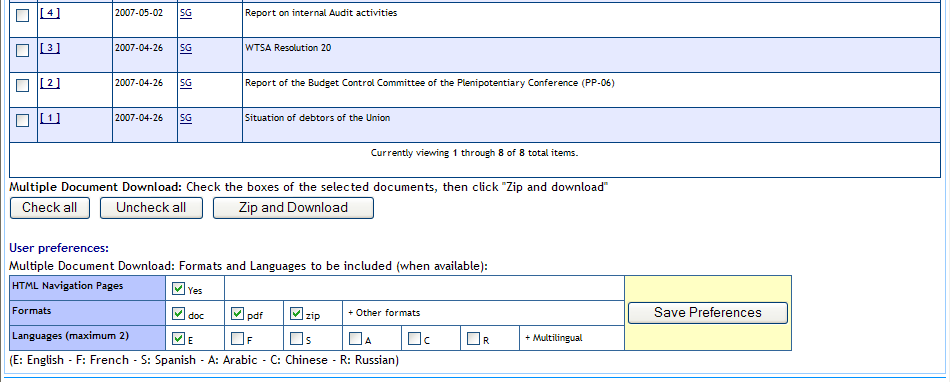 [ 4 ] 2007-05-02 SG Report on internal Audit activities
[ 3 ] 2007-04-26 SG WTSA Resolution 20
[ 2 ] 2007-04-26 SG Report of the Budget Control Committee of the Plenipotentiary Conference (PP-06)
[ 1 ] 2007-04-26 SG Situation of debtors of the Union
Currently viewing 1 through 8 of 8 total items.
Multiple Document Download: Check the boxes of the selected documents, then click "Zip and download"
Check all Uncheck all Zip and Download
User preferences:
Multiple Document Download: Formats and Languages to be included (when available):
HTML Navigation Pages Yes
Formats doc pdf zip + Other formats
Save Preferences
Languages (maximum 2) E F S A C R + Multilingual
(E: English - F: French - S: Spanish - A: Arabic - C: Chinese - R: Russian)